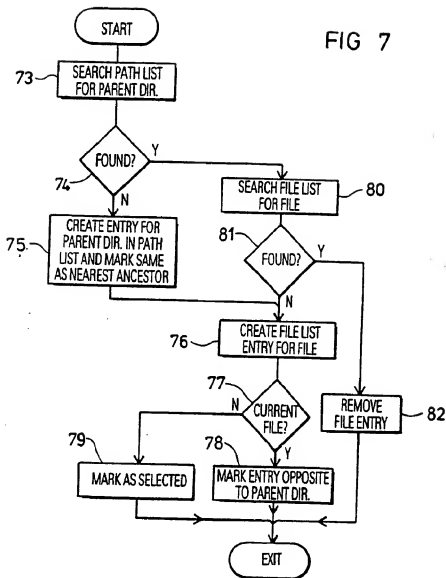 START
FIG 7
73
SEARCH PATH LIST
FOR PARENT DIR.
FOUND?
Y
74
N
SEARCH FILE LIST
FOR FILE
80
81
75
CREATE ENTRY FOR
PARENT DIR. IN PATH
LIST AND MARK SAME
AS NEAREST ANCESTOR
FOUND?
Y
N
76
CREATE FILE LIST
ENTRY FOR FILE
77
N
CURRENT
FILE?
Y
REMOVE
FILE ENTRY
82
79
MARK AS SELECTED
78
MARK ENTRY OPPOSITE
TO PARENT DIR.
EXIT